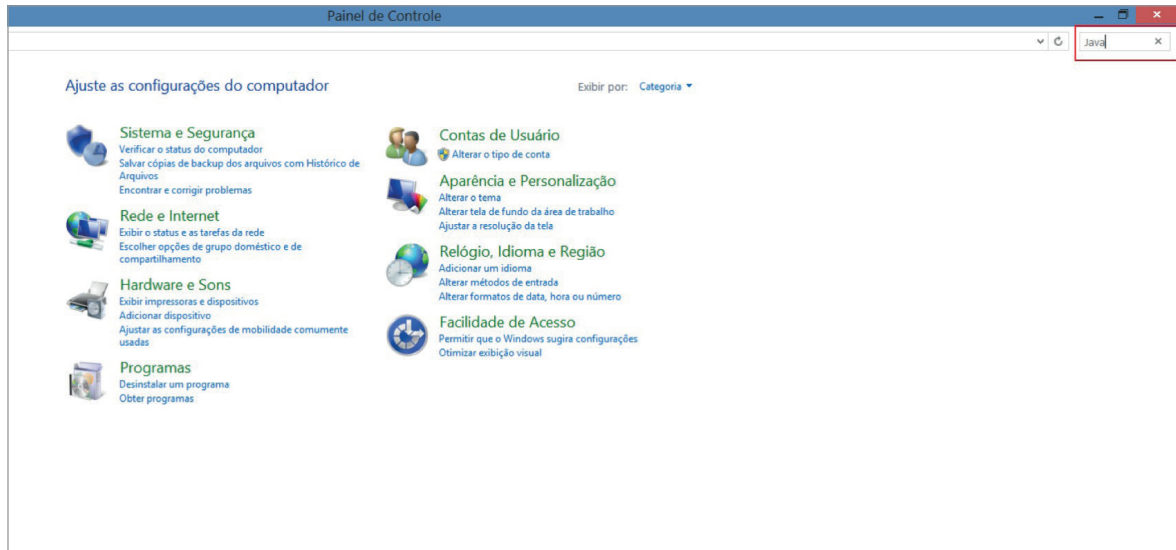 Painel de Controle
Java
Ajuste as configurações do computador
Exibir por: Categoria
Sistema e Segurança
Verificar o status do computador
Salvar cópias de backup dos arquivos com Histórico de
Arquivos
Encontrar e corrigir problemas
Rede e Internet
Exibir o status e as tarefas da rede
Escolher opções de grupo doméstico e de
compartilhamento
Hardware e Sons
Exibir impressoras e dispositivos
Adicionar dispositivo
Ajustar as configurações de mobilidade comumente
usadas
Programas
Desinstalar um programa
Obter programas
Contas de Usuário
Alterar o tipo de conta
Aparência e Personalização
Alterar o tema
Alterar tela de fundo da área de trabalho
Ajustar a resolução da tela
Relógio, Idioma e Região
Adicionar um idioma
Alterar métodos de entrada
Alterar formatos de data, hora ou número
Facilidade de Acesso
Permitir que o Windows sugira configurações
Otimizar exibição visual